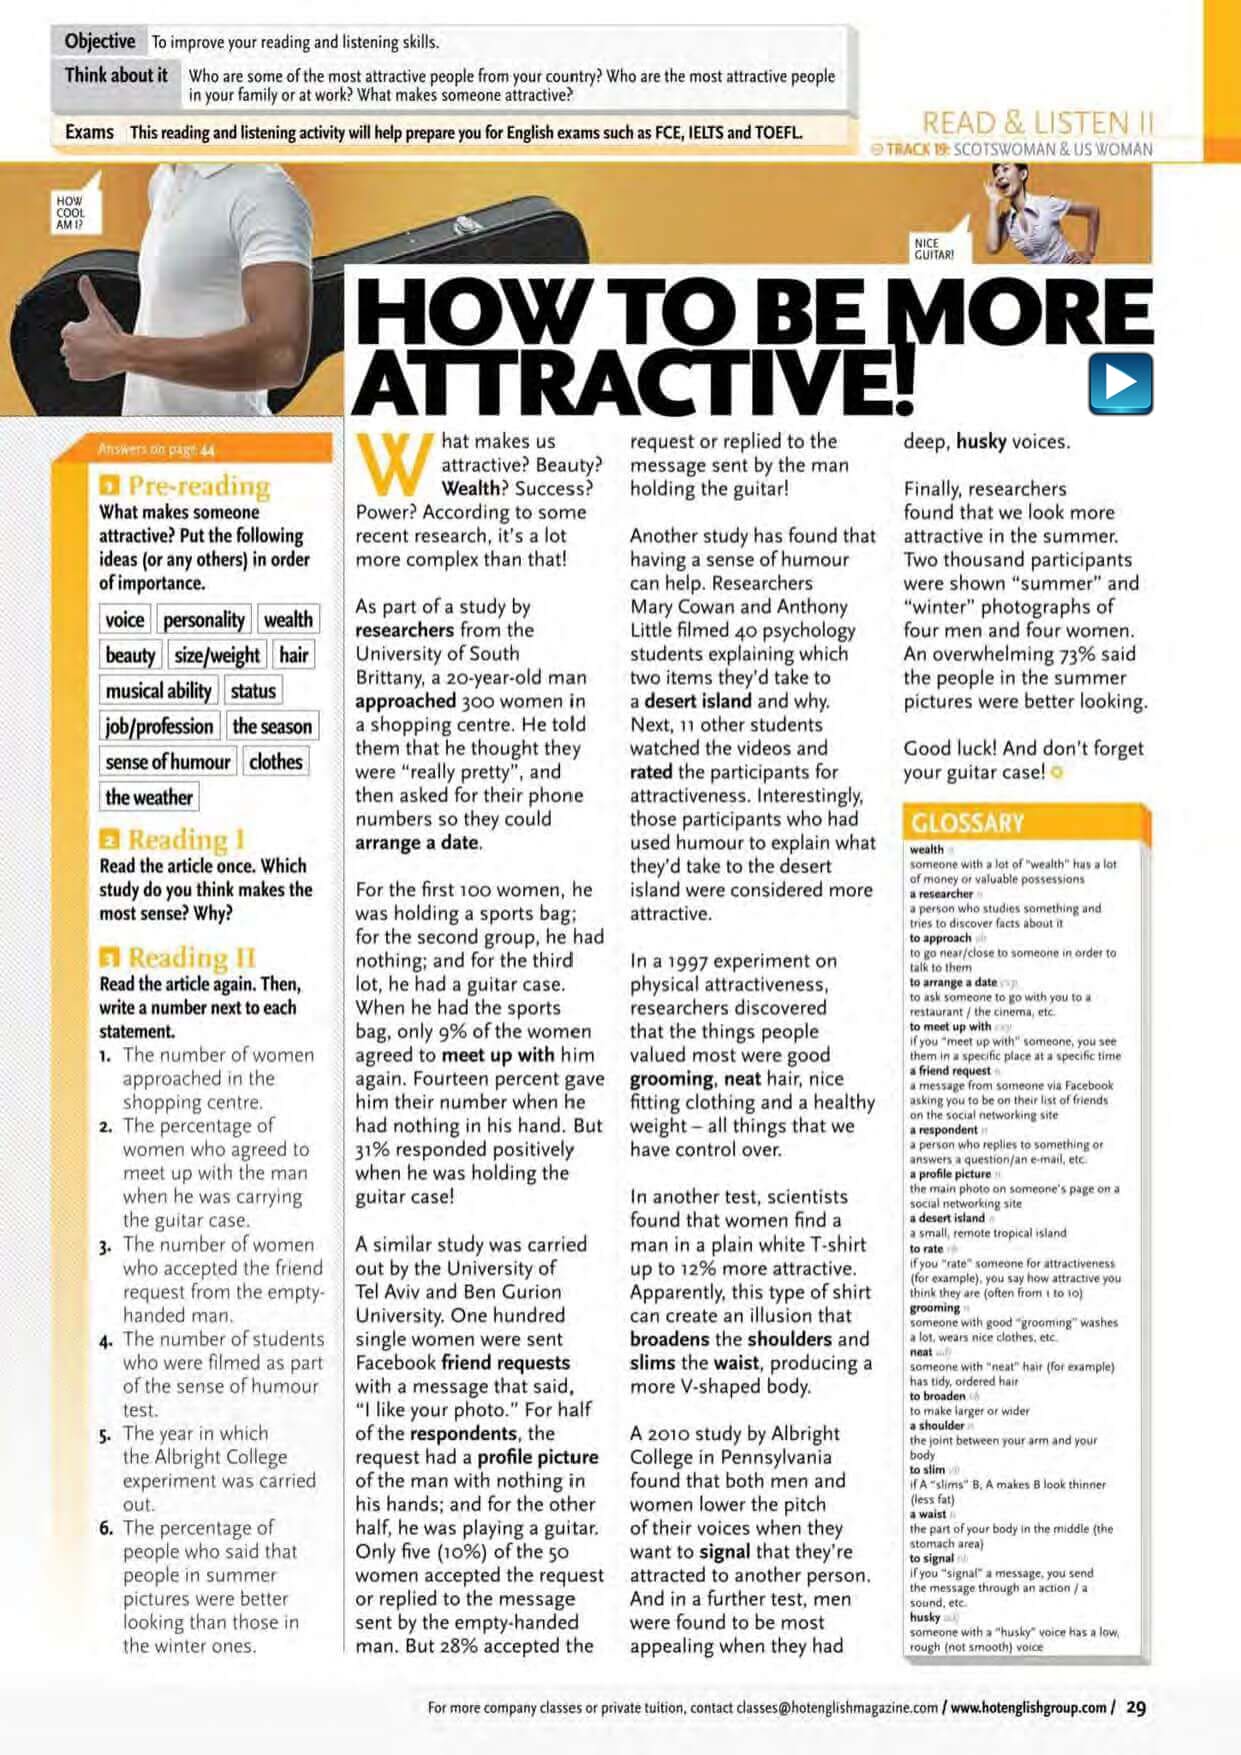 Objective To improve your reading and listening skills.
Think about it Who are some of the most attractive people from your country? Who are the most attractive people
in your family or at work? What makes someone attractive?
Exams This reading and listening activity will help prepare you for English exams such as FCE, IELTS and TOEFL.
READ & LISTEN II
TRACK 19: SCOTSWOMAN & US WOMAN
HOW
COOL
AM I?
NICE
GUITAR!
HOW TO BE MORE
ATTRACTIVE!
Answers on page 44
1 Pre-reading
What makes someone
attractive? Put the following
ideas (or any others) in order
of importance.
voice personality wealth
beauty size/weight hair
musical ability status
job/profession the season
sense of humour clothes
the weather
2 Reading I
Read the article once. Which
study do you think makes the
most sense? Why?
3 Reading II
Read the article again. Then,
write a number next to each
statement.
1. The number of women
approached in the
shopping centre.
2. The percentage of
women who agreed to
meet up with the man
when he was carrying
the guitar case.
3. The number of women
who accepted the friend
request from the empty-
handed man.
4. The number of students
who were filmed as part
of the sense of humour
test.
5. The year in which
the Albright College
experiment was carried
out.
6. The percentage of
people who said that
people in summer
pictures were better
looking than those in
the winter ones.
What makes us
attractive? Beauty?
Wealth? Success?
Power? According to some
recent research, it's a lot
more complex than that!
As part of a study by
researchers from the
University of South
Brittany, a 20-year-old man
approached 300 women in
a shopping centre. He told
them that he thought they
were "really pretty", and
then asked for their phone
numbers so they could
arrange a date.
For the first 100 women, he
was holding a sports bag;
for the second group, he had
nothing; and for the third
lot, he had a guitar case.
When he had the sports
bag, only 9% of the women
agreed to meet up with him
again. Fourteen percent gave
him their number when he
had nothing in his hand. But
31% responded positively
when he was holding the
guitar case!
A similar study was carried
out by the University of
Tel Aviv and Ben Gurion
University. One hundred
single women were sent
Facebook friend requests
with a message that said,
"I like your photo." For half
of the respondents, the
request had a profile picture
of the man with nothing in
his hands; and for the other
half, he was playing a guitar.
Only five (10%) of the 50
women accepted the request
or replied to the message
sent by the empty-handed
man. But 28% accepted the
request or replied to the
message sent by the man
holding the guitar!
Another study has found that
having a sense of humour
can help. Researchers
Mary Cowan and Anthony
Little filmed 40 psychology
students explaining which
two items they'd take to
a desert island and why.
Next, 11 other students
watched the videos and
rated the participants for
attractiveness. Interestingly,
those participants who had
used humour to explain what
they'd take to the desert
island were considered more
attractive.
In a 1997 experiment on
physical attractiveness,
researchers discovered
that the things people
valued most were good
grooming, neat hair, nice
fitting clothing and a healthy
weight – all things that we
have control over.
In another test, scientists
found that women find a
man in a plain white T-shirt
up to 12% more attractive.
Apparently, this type of shirt
can create an illusion that
broadens the shoulders and
slims the waist, producing a
more V-shaped body.
A 2010 study by Albright
College in Pennsylvania
found that both men and
women lower the pitch
of their voices when they
want to signal that they're
attracted to another person.
And in a further test, men
were found to be most
appealing when they had
deep, husky voices.
Finally, researchers
found that we look more
attractive in the summer.
Two thousand participants
were shown "summer" and
"winter" photographs of
four men and four women.
An overwhelming 73% said
the people in the summer
pictures were better looking.
Good luck! And don't forget
your guitar case!
GLOSSARY
wealth n
someone with a lot of "wealth" has a lot
of money or valuable possessions
a researcher n
a person who studies something and
tries to discover facts about it
to approach vb
to go near/close to someone in order to
talk to them
to arrange a date exp
to ask someone to go with you to a
restaurant / the cinema, etc.
to meet up with exp
if you "meet up with" someone, you see
them in a specific place at a specific time
a friend request n
a message from someone via Facebook
asking you to be on their list of friends
on the social networking site
a respondent n
a person who replies to something or
answers a question/an e-mail, etc.
a profile picture n
the main photo on someone's page on a
social networking site
a desert island n
a small, remote tropical island
to rate vb
if you "rate" someone for attractiveness
(for example), you say how attractive you
think they are (often from 1 to 10)
grooming n
someone with good "grooming" washes
a lot, wears nice clothes, etc.
neat adj
someone with "neat" hair (for example)
has tidy, ordered hair
to broaden vb
to make larger or wider
a shoulder n
the joint between your arm and your
body
to slim vb
if A "slims" B, A makes B look thinner
(less fat)
a waist n
the part of your body in the middle (the
stomach area)
to signal vb
if you "signal" a message, you send
the message through an action / a
sound, etc.
husky adj
someone with a "husky" voice has a low,
rough (not smooth) voice
For more company classes or private tuition, contact classes@hotenglishmagazine.com / www.hotenglishgroup.com / 29